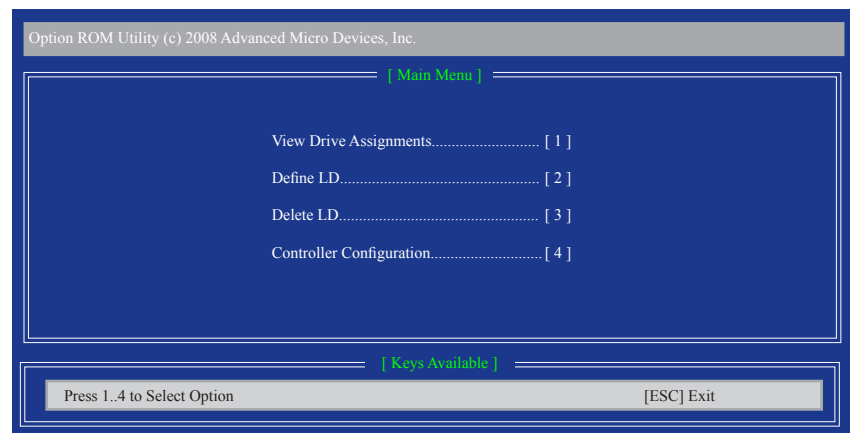 Option ROM Utility (c) 2008 Advanced Micro Devices, Inc.
[ Main Menu ]
View Drive Assignments........................... [ 1 ]
Define LD.................................................. [ 2 ]
Delete LD.................................................. [ 3 ]
Controller Configuration............................[ 4 ]
[ Keys Available ]
Press 1..4 to Select Option [ESC] Exit